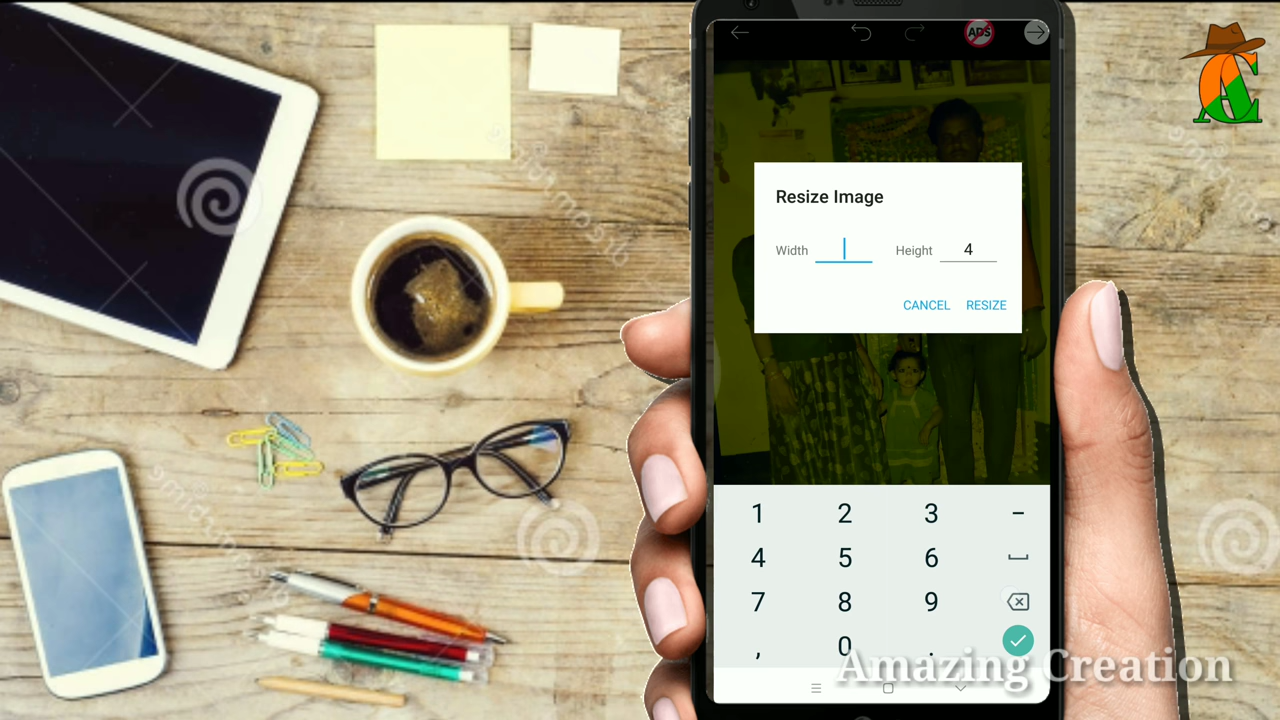 ADS
Resize Image
Width
Height 4
CANCEL RESIZE
1 2 3 -
4 5 6
7 8 9
, 0 .
Amazing Creation